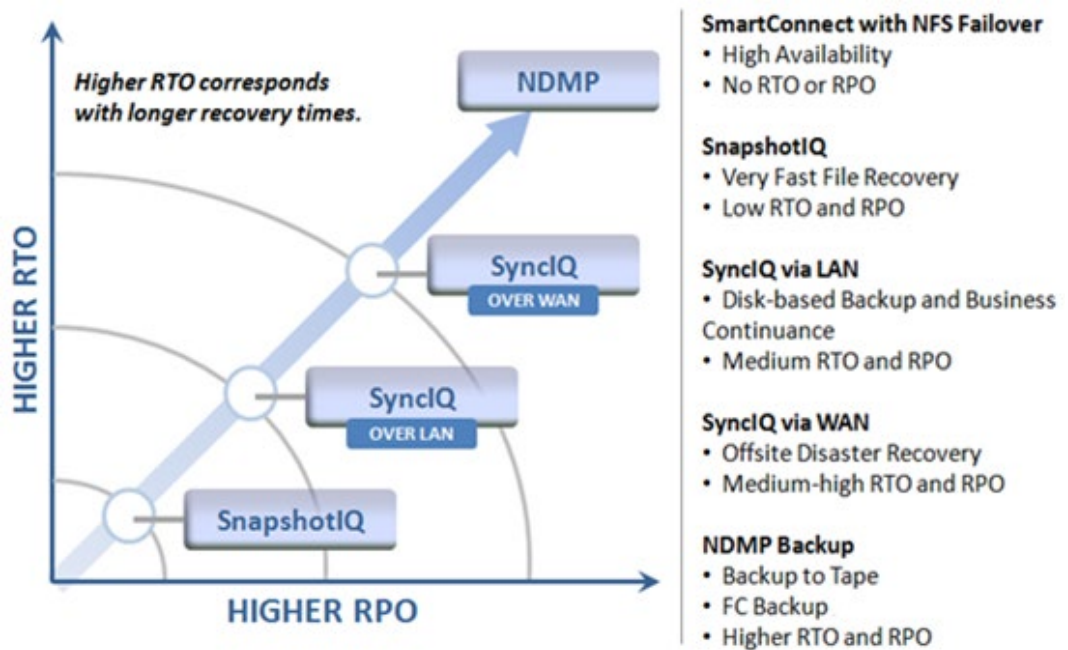 Higher RTO corresponds
with longer recovery times.
NDMP
SyncIQ
OVER WAN
SyncIQ
OVER LAN
SnapshotIQ
HIGHER RTO
HIGHER RPO
SmartConnect with NFS Failover
• High Availability
• No RTO or RPO
SnapshotIQ
• Very Fast File Recovery
• Low RTO and RPO
SyncIQ via LAN
• Disk-based Backup and Business
Continuance
• Medium RTO and RPO
SyncIQ via WAN
• Offsite Disaster Recovery
• Medium-high RTO and RPO
NDMP Backup
• Backup to Tape
• FC Backup
• Higher RTO and RPO